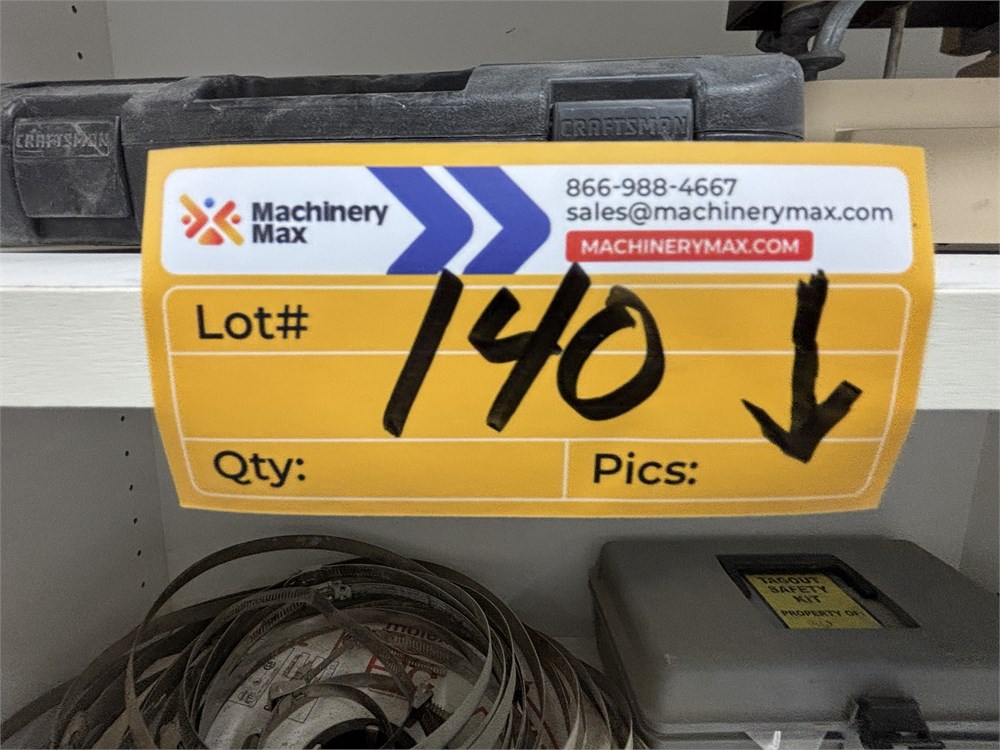 CRAFTSMAN
CRAFTSMAN
Machinery
Max
866-988-4667
sales@machinerymax.com
MACHINERYMAX.COM
Lot# 140 ↓
Qty:
Pics:
TAGOUT
SAFETY
KIT
PROPERTY OF:
molex